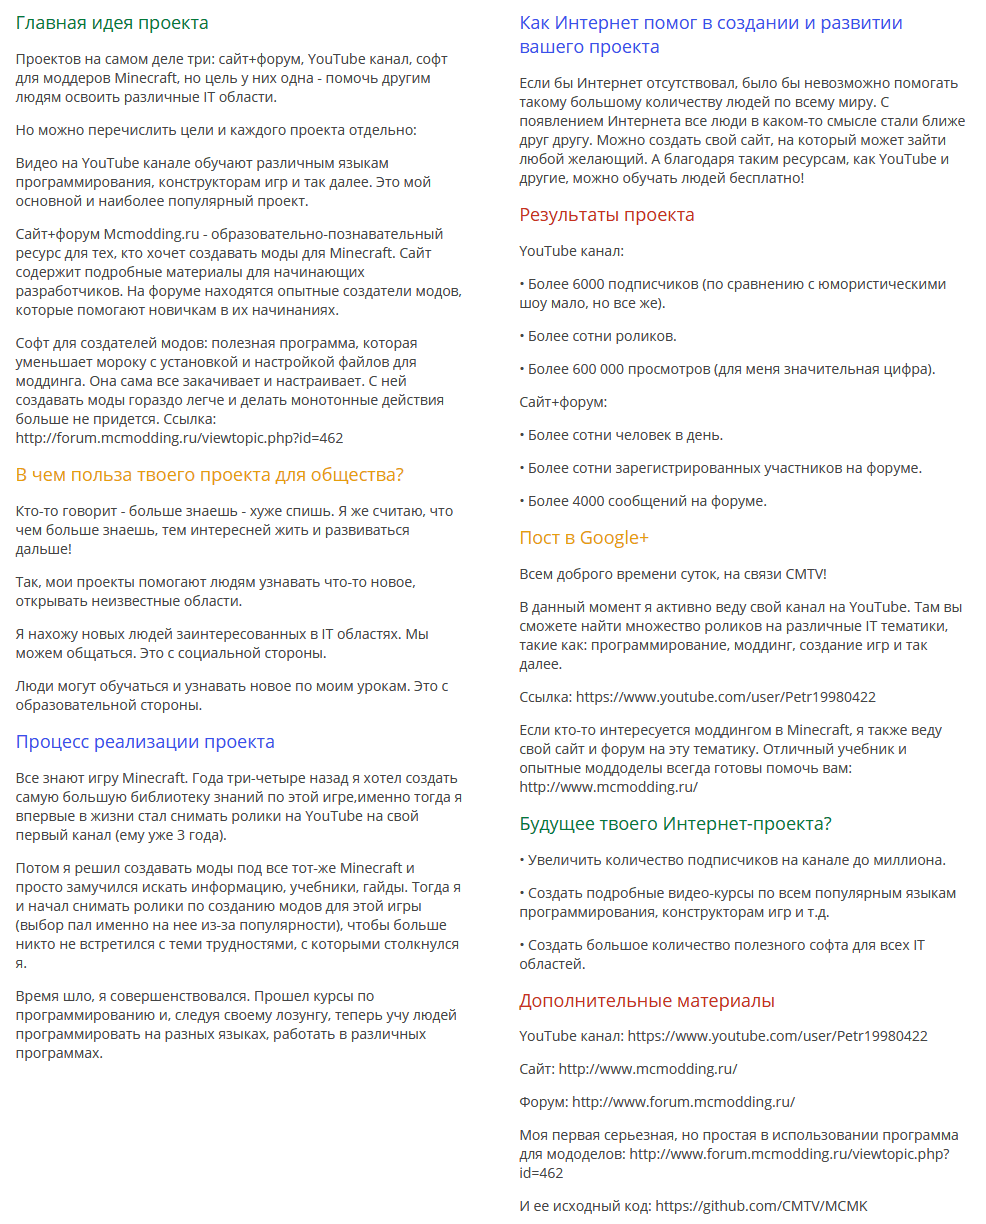 Главная идея проекта
Проектов на самом деле три: сайт+форум, YouTube канал, софт
для моддеров Minecraft, но цель у них одна - помочь другим
людям освоить различные IT области.
Но можно перечислить цели и каждого проекта отдельно:
Видео на YouTube канале обучают различным языкам
программирования, конструкторам игр и так далее. Это мой
основной и наиболее популярный проект.
Сайт+форум Mcmodding.ru - образовательно-познавательный
ресурс для тех, кто хочет создавать моды для Minecraft. Сайт
содержит подробные материалы для начинающих
разработчиков. На форуме находятся опытные создатели модов,
которые помогают новичкам в их начинаниях.
Софт для создателей модов: полезная программа, которая
уменьшает мороку с установкой и настройкой файлов для
моддинга. Она сама все закачивает и настраивает. С ней
создавать моды гораздо легче и делать монотонные действия
больше не придется. Ссылка:
http://forum.mcmodding.ru/viewtopic.php?id=462
В чем польза твоего проекта для общества?
Кто-то говорит - больше знаешь - хуже спишь. Я же считаю, что
чем больше знаешь, тем интересней жить и развиваться
дальше!
Так, мои проекты помогают людям узнавать что-то новое,
открывать неизвестные области.
Я нахожу новых людей заинтересованных в IT областях. Мы
можем общаться. Это с социальной стороны.
Люди могут обучаться и узнавать новое по моим урокам. Это с
образовательной стороны.
Процесс реализации проекта
Все знают игру Minecraft. Года три-четыре назад я хотел создать
самую большую библиотеку знаний по этой игре,именно тогда я
впервые в жизни стал снимать ролики на YouTube на свой
первый канал (ему уже 3 года).
Потом я решил создавать моды под все тот-же Minecraft и
просто замучился искать информацию, учебники, гайды. Тогда я
и начал снимать ролики по созданию модов для этой игры
(выбор пал именно на нее из-за популярности), чтобы больше
никто не встретился с теми трудностями, с которыми столкнулся
я.
Время шло, я совершенствовался. Прошел курсы по
программированию и, следуя своему лозунгу, теперь учу людей
программировать на разных языках, работать в различных
программах.
Как Интернет помог в создании и развитии
вашего проекта
Если бы Интернет отсутствовал, было бы невозможно помогать
такому большому количеству людей по всему миру. С
появлением Интернета все люди в каком-то смысле стали ближе
друг другу. Можно создать свой сайт, на который может зайти
любой желающий. А благодаря таким ресурсам, как YouTube и
другие, можно обучать людей бесплатно!
Результаты проекта
YouTube канал:
• Более 6000 подписчиков (по сравнению с юмористическими
шоу мало, но все же).
• Более сотни роликов.
• Более 600 000 просмотров (для меня значительная цифра).
Сайт+форум:
• Более сотни человек в день.
• Более сотни зарегистрированных участников на форуме.
• Более 4000 сообщений на форуме.
Пост в Google+
Всем доброго времени суток, на связи CMTV!
В данный момент я активно веду свой канал на YouTube. Там вы
сможете найти множество роликов на различные IT тематики,
такие как: программирование, моддинг, создание игр и так
далее.
Ссылка: https://www.youtube.com/user/Petr19980422
Если кто-то интересуется моддингом в Minecraft, я также веду
свой сайт и форум на эту тематику. Отличный учебник и
опытные моддоделы всегда готовы помочь вам:
http://www.mcmodding.ru/
Будущее твоего Интернет-проекта?
• Увеличить количество подписчиков на канале до миллиона.
• Создать подробные видео-курсы по всем популярным языкам
программирования, конструкторам игр и т.д.
• Создать большое количество полезного софта для всех IT
областей.
Дополнительные материалы
YouTube канал: https://www.youtube.com/user/Petr19980422
Сайт: http://www.mcmodding.ru/
Форум: http://www.forum.mcmodding.ru/
Моя первая серьезная, но простая в использовании программа
для мододелов: http://www.forum.mcmodding.ru/viewtopic.php?
id=462
И ее исходный код: https://github.com/CMTV/MCMK